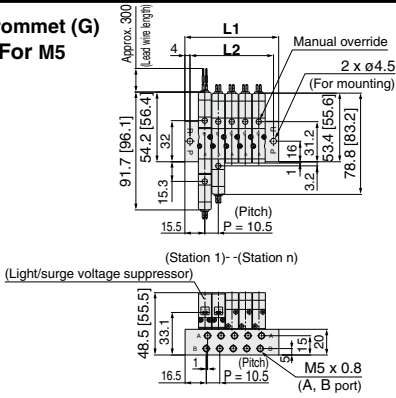 rommet (G)
For M5
Approx. 300
(Lead wire length)
L1
4
L2
Manual override
2 x ø4.5
(For mounting)
91.7 [96.1]
54.2 [56.4]
32
15.3
R
P
R
P
16
1
31.2
3.2
53.4 [55.6]
78.8 [83.2]
(Pitch)
15.5
P = 10.5
(Station 1)- -(Station n)
(Light/surge voltage suppressor)
48.5 [55.5]
33.1
A
B
A
B
1
(Pitch)
16.5
P = 10.5
5
15
20
M5 x 0.8
(A, B port)